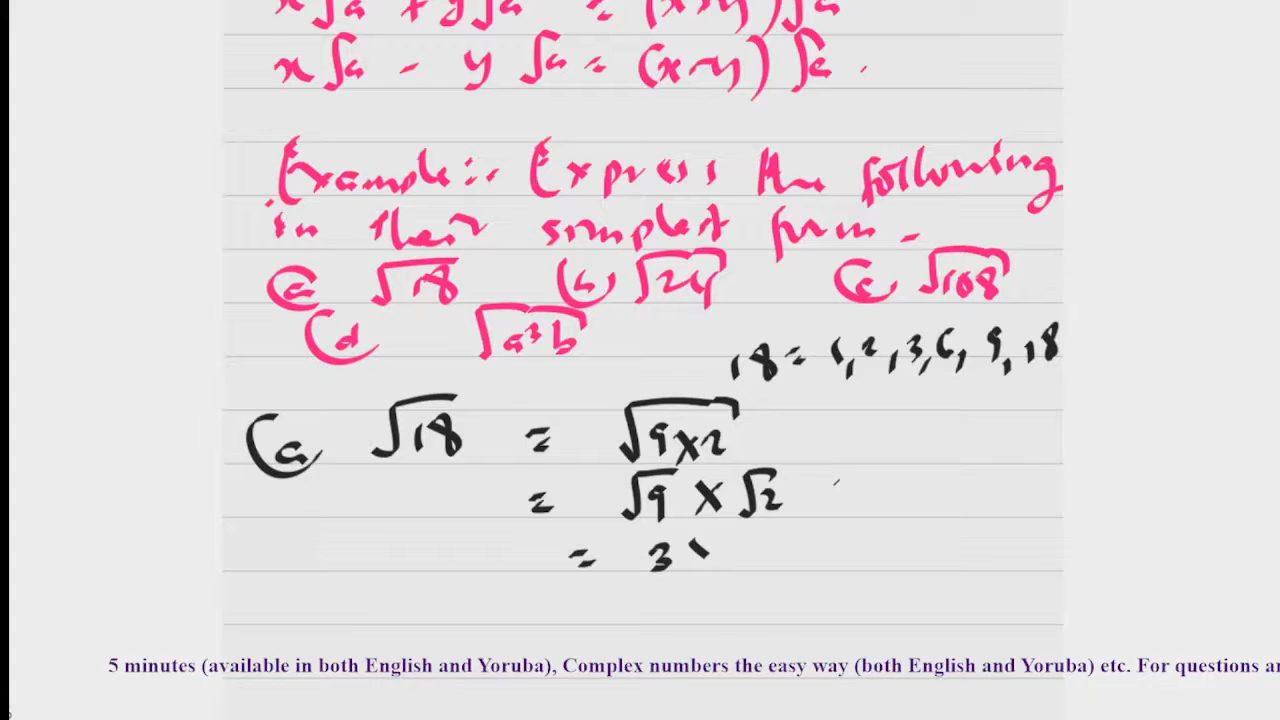 x√a + y√a = (x+y)√a
x√a - y√a = (x-y)√a.
Example:- Express the following
in their simplest form.
(a) √18 (b) √24 (c) √108
(d) √a³b
18 = 1, 2, 3, 6, 9, 18
(a) √18 = √9x2
= √9 x √2
= 3
5 minutes (available in both English and Yoruba), Complex numbers the easy way (both English and Yoruba) etc. For questions a